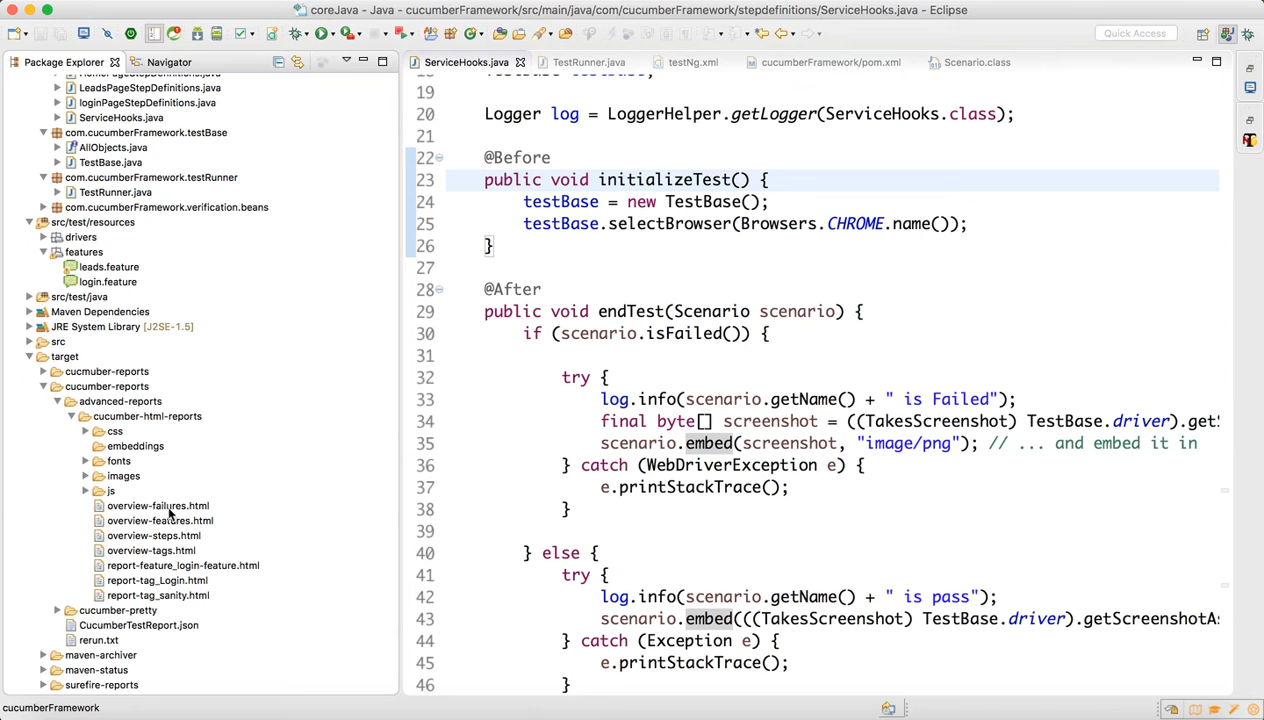 coreJava - Java - cucumberFramework/src/main/java/com/cucumberFramework/stepdefinitions/ServiceHooks.java - Eclipse
Quick Access
Package Explorer
Navigator
ServiceHooks.java
TestRunner.java
testNg.xml
cucumberFramework/pom.xml
Scenario.class
LeadsPageStepDefinitions.java
loginPageStepDefinitions.java
ServiceHooks.java
com.cucumberFramework.testBase
AllObjects.java
TestBase.java
com.cucumberFramework.testRunner
TestRunner.java
com.cucumberFramework.verification.beans
src/test/resources
drivers
features
leads.feature
login.feature
src/test/java
Maven Dependencies
JRE System Library [J2SE-1.5]
src
target
cucmuber-reports
cucumber-reports
advanced-reports
cucumber-html-reports
css
embeddings
fonts
images
js
overview-failures.html
overview-features.html
overview-steps.html
overview-tags.html
report-feature_login-feature.html
report-tag_Login.html
report-tag_sanity.html
cucumber-pretty
CucumberTestReport.json
rerun.txt
maven-archiver
maven-status
surefire-reports
19
20 Logger log = LoggerHelper.getLogger(ServiceHooks.class);
21
22 @Before
23 public void initializeTest() {
24 testBase = new TestBase();
25 testBase.selectBrowser(Browsers.CHROME.name());
26 }
27
28 @After
29 public void endTest(Scenario scenario) {
30 if (scenario.isFailed()) {
31
32 try {
33 log.info(scenario.getName() + " is Failed");
34 final byte[] screenshot = ((TakesScreenshot) TestBase.driver).getS
35 scenario.embed(screenshot, "image/png"); // ... and embed it in
36 } catch (WebDriverException e) {
37 e.printStackTrace();
38 }
39
40 } else {
41 try {
42 log.info(scenario.getName() + " is pass");
43 scenario.embed(((TakesScreenshot) TestBase.driver).getScreenshotAs
44 } catch (Exception e) {
45 e.printStackTrace();
46 }
cucumberFramework